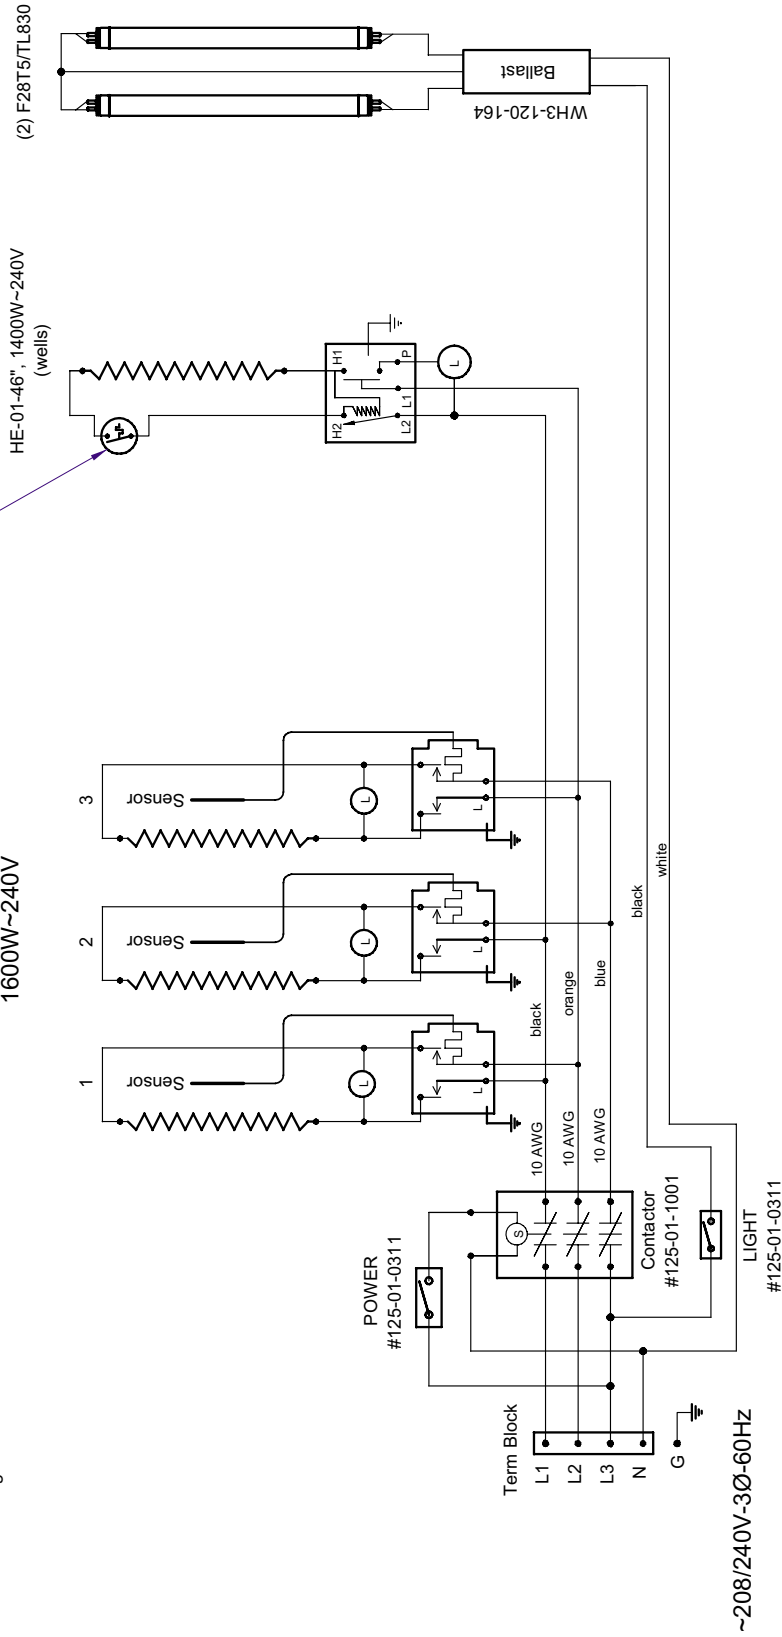 (2) F28T5/TL830
Ballast
WH3-120-164
HE-01-46", 1400W~240V
(wells)
H1
P
H2
L1
L2
L
1600W~240V
3
Sensor
L
L
2
Sensor
L
L
1
Sensor
L
L
black
orange
blue
black
white
10 AWG
10 AWG
10 AWG
S
Contactor
#125-01-1001
POWER
#125-01-0311
LIGHT
#125-01-0311
Term Block
L1
L2
L3
N
G
~208/240V-3Ø-60Hz